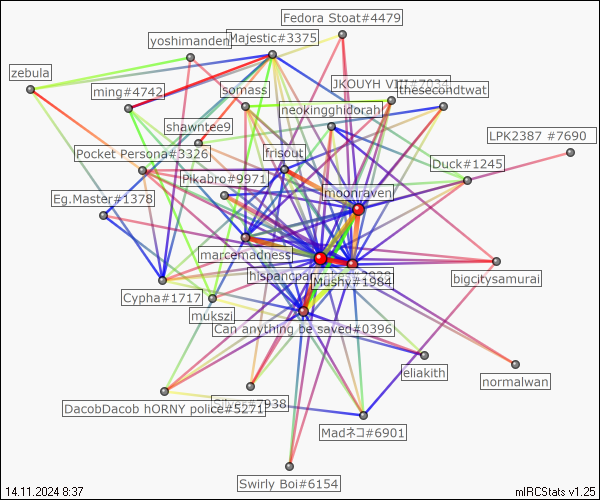 Fedora Stoat#4479
yoshimanden
Majestic#3375
zebula
JKOUYH VIII#7034
thesecondtwat
ming#4742
somass
neokingghidorah
shawntee9
LPK2387 #7690
Pocket Persona#3326
frisout
Duck#1245
Pikabro#9971
moonraven
Eg.Master#1378
marcemadness
hispancpa
Mushy#1984
bigcitysamurai
Cypha#1717
mukszi
Can anything be saved#0396
eliakith
normalwan
DacobDacob hORNY police#5271
Silver#7938
Madネコ#6901
Swirly Boi#6154
14.11.2024 8:37
mIRCStats v1.25